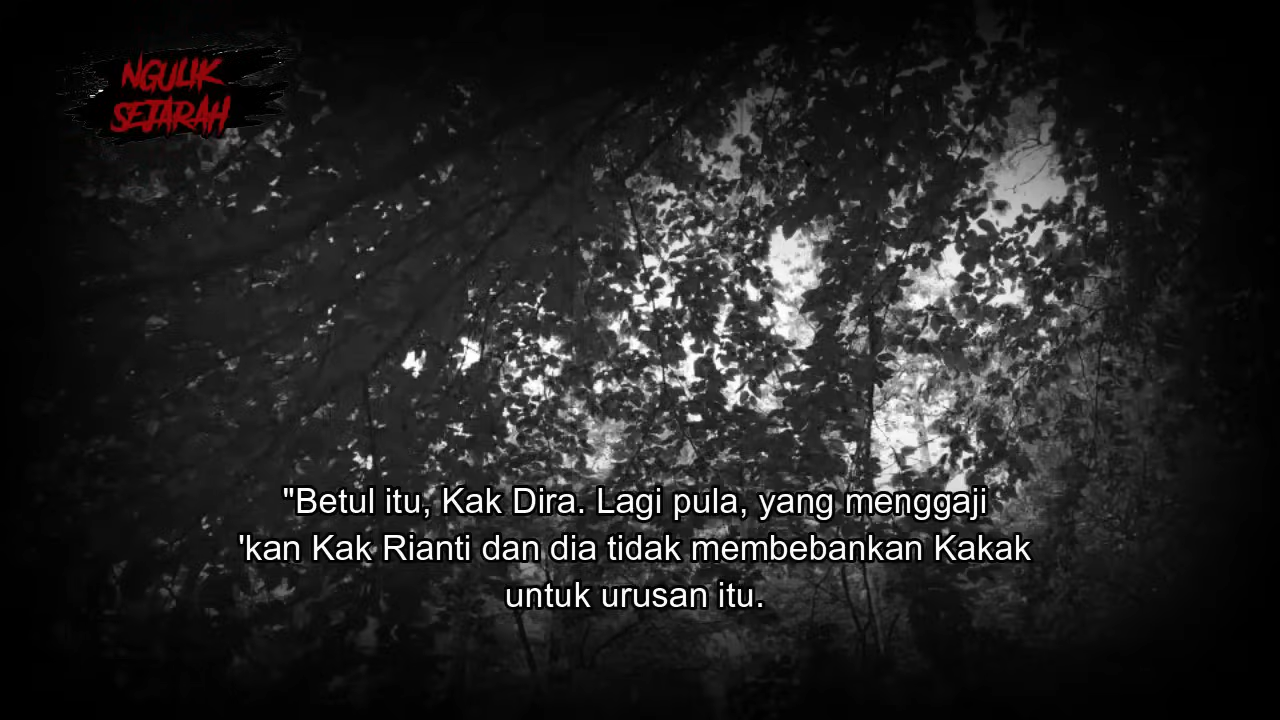 NGULIK
SEJARAH
"Betul itu, Kak Dira. Lagi pula, yang menggaji
'kan Kak Rianti dan dia tidak membebankan Kakak
untuk urusan itu.